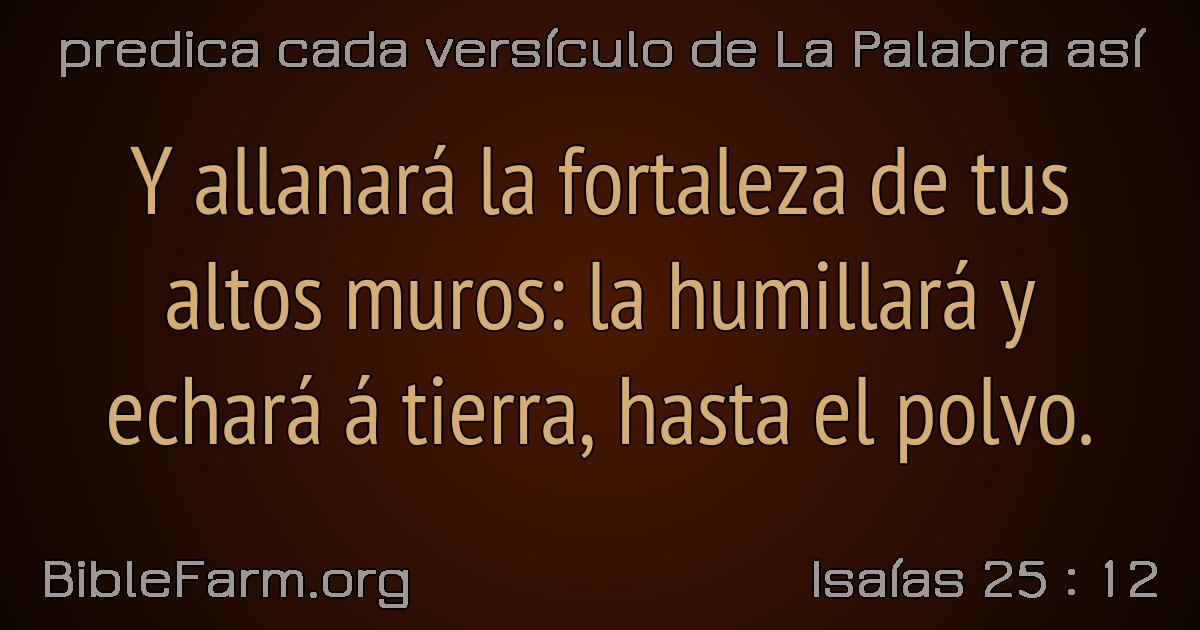 predica cada versículo de La Palabra así
Y allanará la fortaleza de tus
altos muros: la humillará y
echará á tierra, hasta el polvo.
BibleFarm.org
Isaías 25 : 12